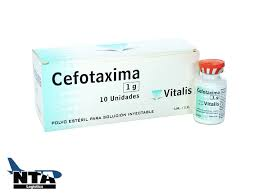 Cefotaxima
1 g
10 Unidades
Vitalis
POLVO ESTÉRIL PARA SOLUCIÓN INYECTABLE
Cefotaxima
1 g
Vitalis
I.M. / I.V.
NTA
Logistics